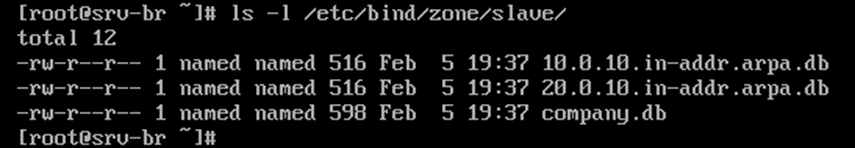 [root@srv-br ~]# ls -l /etc/bind/zone/slave/
total 12
-rw-r--r-- 1 named named 516 Feb  5 19:37 10.0.10.in-addr.arpa.db
-rw-r--r-- 1 named named 516 Feb  5 19:37 20.0.10.in-addr.arpa.db
-rw-r--r-- 1 named named 598 Feb  5 19:37 company.db
[root@srv-br ~]#